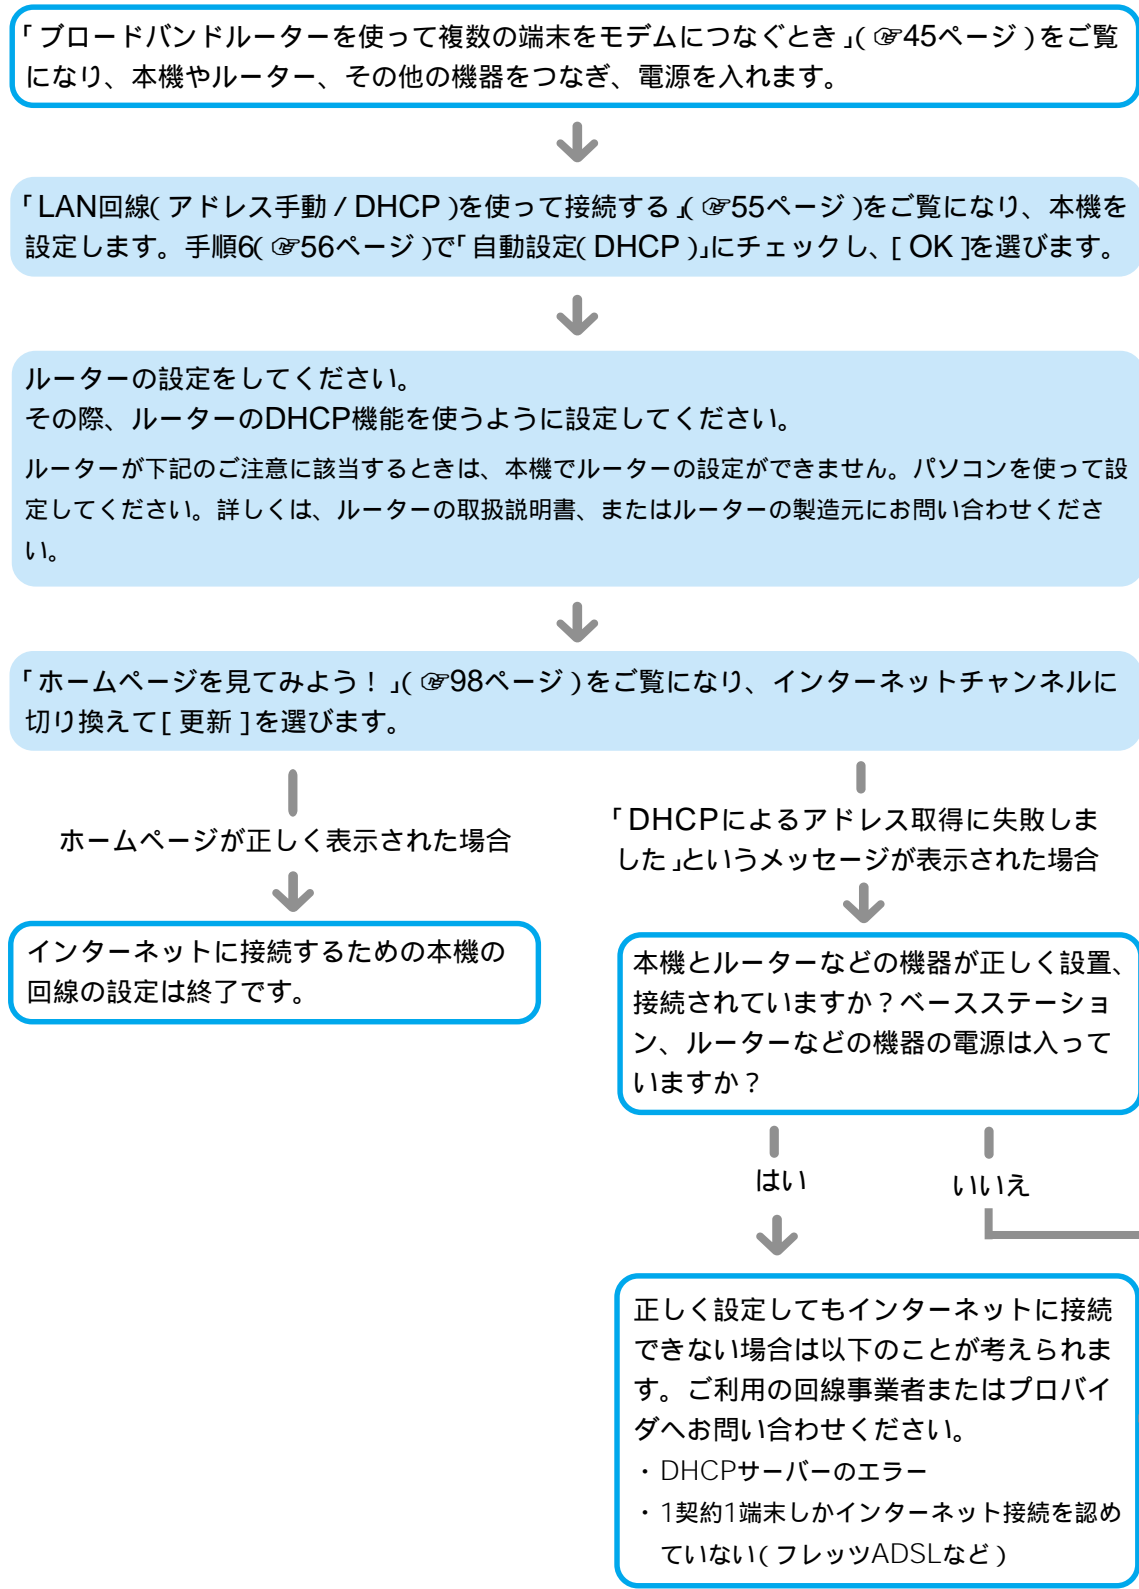 「ブロードバンドルーターを使って複数の端末をモデムにつなぐとき」(☞45ページ)をご覧
になり、本機やルーター、その他の機器をつなぎ、電源を入れます。
「LAN回線(アドレス手動/DHCP)を使って接続する」(☞55ページ)をご覧になり、本機を
設定します。手順6(☞56ページ)で「自動設定(DHCP)」にチェックし、[OK]を選びます。
ルーターの設定をしてください。
その際、ルーターのDHCP機能を使うように設定してください。
ルーターが下記のご注意に該当するときは、本機でルーターの設定ができません。パソコンを使って設
定してください。詳しくは、ルーターの取扱説明書、またはルーターの製造元にお問い合わせくださ
い。
「ホームページを見てみよう!」(☞98ページ)をご覧になり、インターネットチャンネルに
切り換えて[更新]を選びます。
ホームページが正しく表示された場合
インターネットに接続するための本機の
回線の設定は終了です。
「DHCPによるアドレス取得に失敗しま
した」というメッセージが表示された場合
本機とルーターなどの機器が正しく設置、
接続されていますか?ベースステーショ
ン、ルーターなどの機器の電源は入って
いますか?
はい
いいえ
正しく設定してもインターネットに接続
できない場合は以下のことが考えられま
す。ご利用の回線事業者またはプロバイ
ダへお問い合わせください。
・DHCPサーバーのエラー
・1契約1端末しかインターネット接続を認め
ていない(フレッツADSLなど)